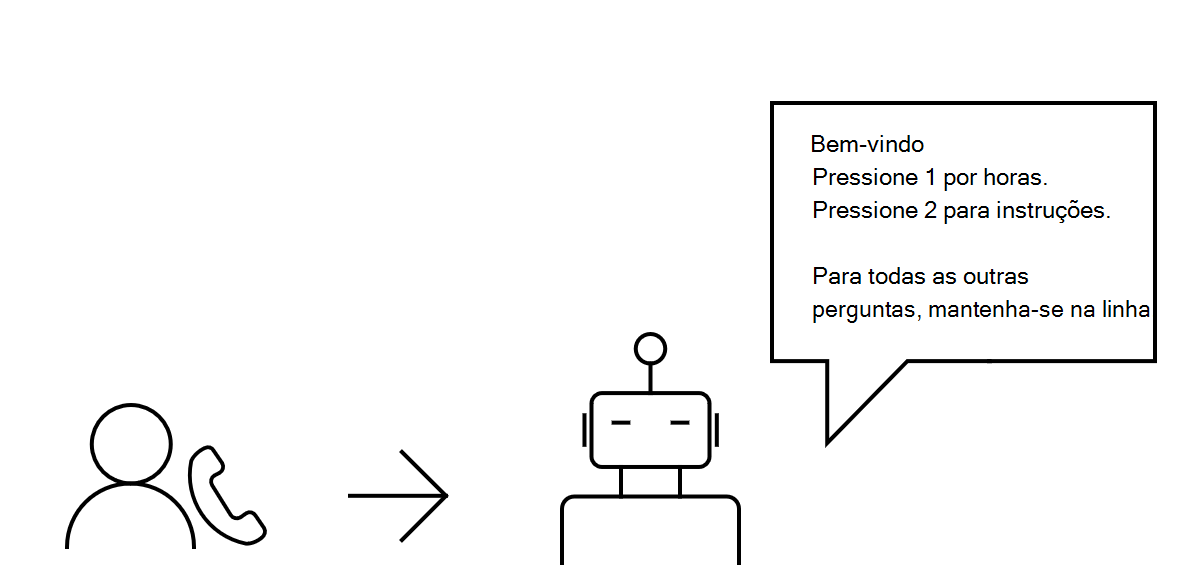 Bem-vindo
Pressione 1 por horas.
Pressione 2 para instruções.
Para todas as outras
perguntas, mantenha-se na linha